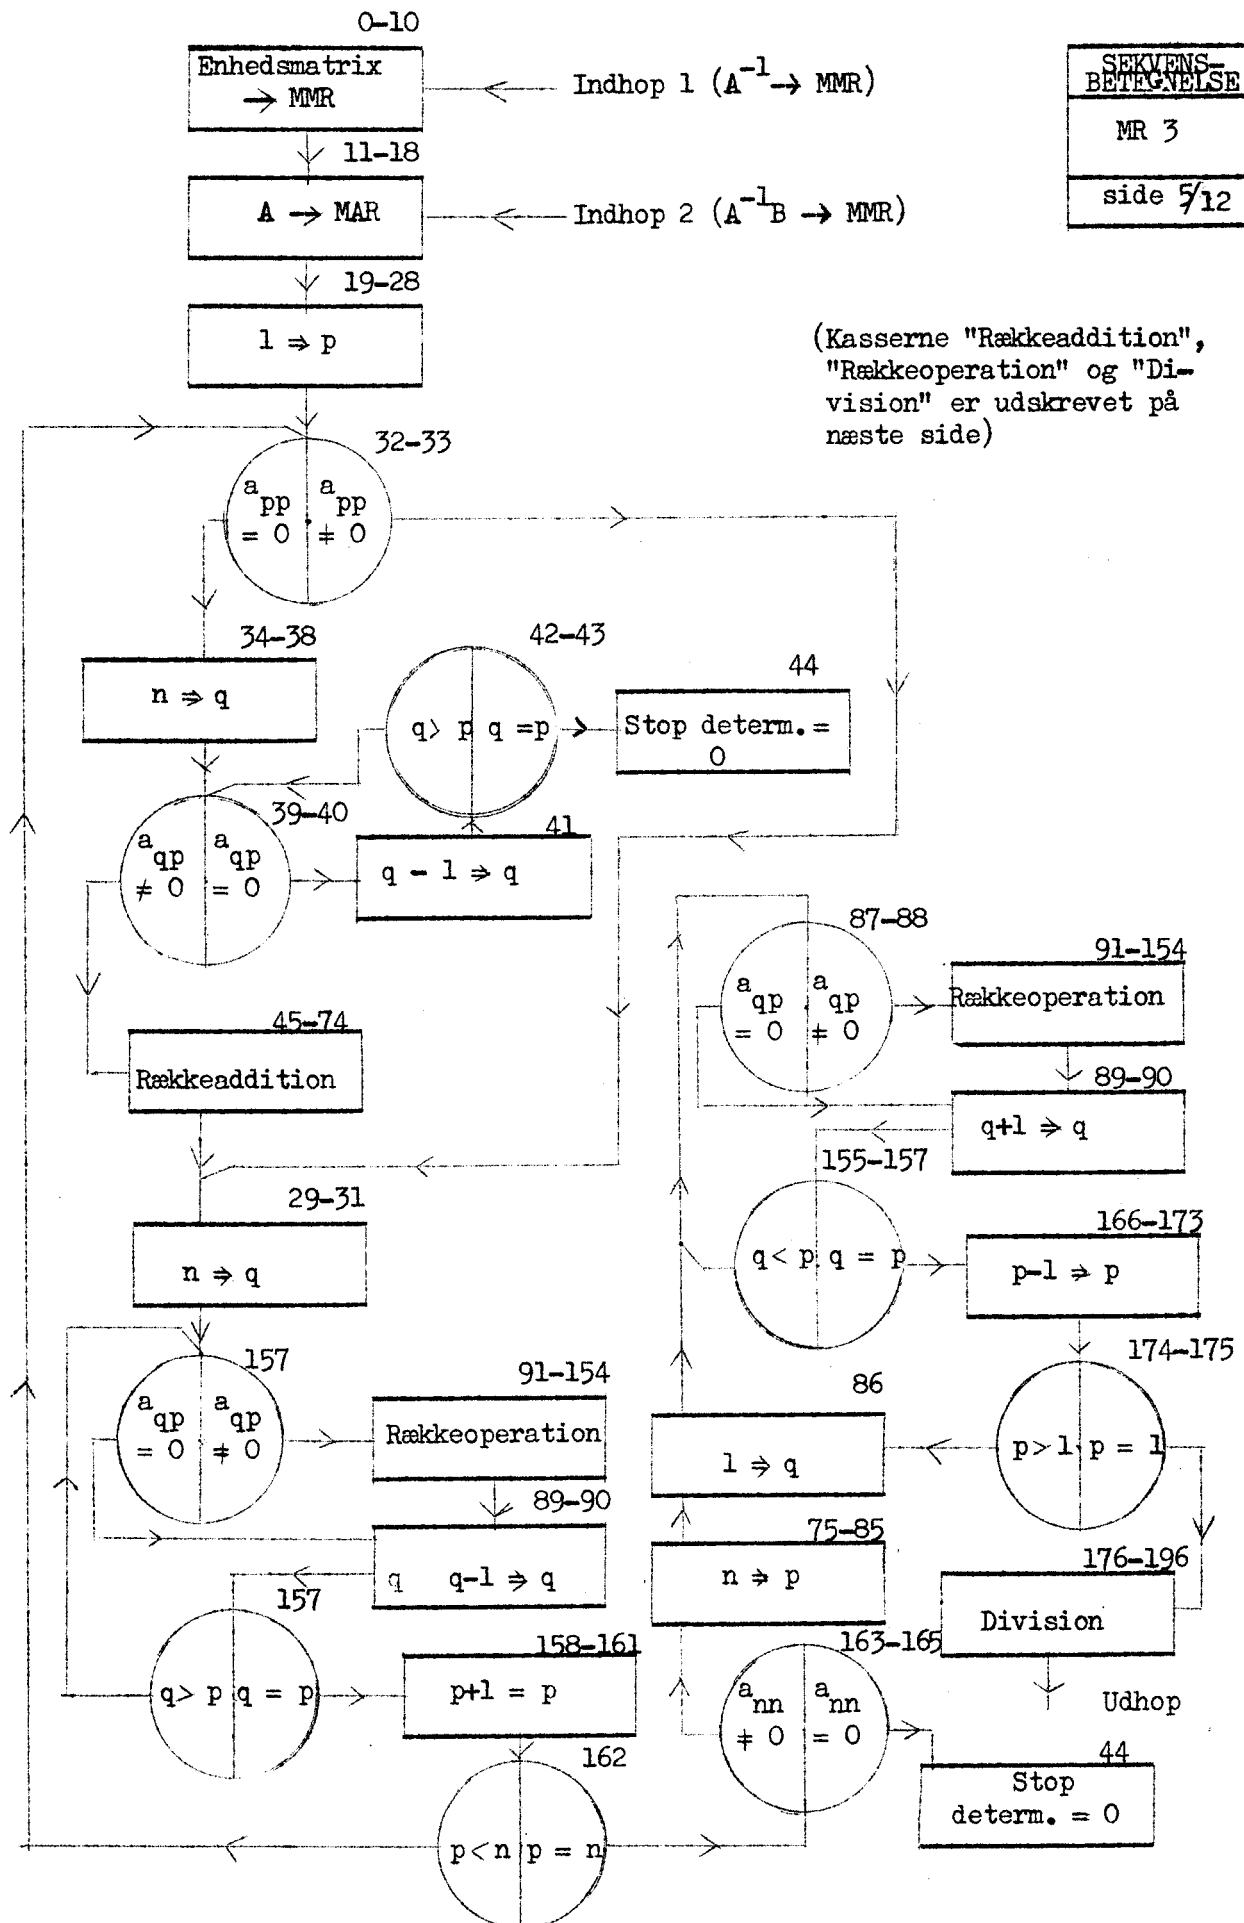 0-10
Enhedsmatrix
→ MMR
Indhop 1 (A⁻¹ → MMR)
SEKVENS-
BETEGNELSE
MR 3
side 5/12
11-18
A → MAR
Indhop 2 (A⁻¹B → MMR)
19-28
1 ⇒ p
(Kasserne "Rækkeaddition",
"Rækkeoperation" og "Di-
vision" er udskrevet på
næste side)
32-33
a_pp = 0
a_pp ≠ 0
34-38
n ⇒ q
42-43
q > p
q = p
44
Stop determ. =
0
39-40
a_qp ≠ 0
a_qp = 0
41
q - 1 ⇒ q
45-74
Rækkeaddition
29-31
n ⇒ q
157
a_qp = 0
a_qp ≠ 0
91-154
Rækkeoperation
89-90
q q-1 ⇒ q
157
q > p
q = p
158-161
p+1 = p
162
p < n
p = n
87-88
a_qp = 0
a_qp ≠ 0
91-154
Rækkeoperation
89-90
q+1 ⇒ q
155-157
q < p
q = p
166-173
p-1 ⇒ p
174-175
p > 1
p = 1
86
1 ⇒ q
75-85
n ⇒ p
176-196
Division
Udhop
163-165
a_nn ≠ 0
a_nn = 0
44
Stop
determ. = 0